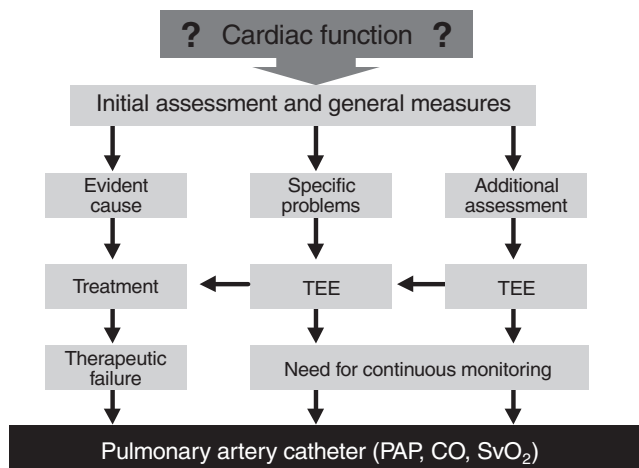 ? Cardiac function ?
Initial assessment and general measures
Evident
cause
Specific
problems
Additional
assessment
Treatment
TEE
TEE
Therapeutic
failure
Need for continuous monitoring
Pulmonary artery catheter (PAP, CO, SvO₂)